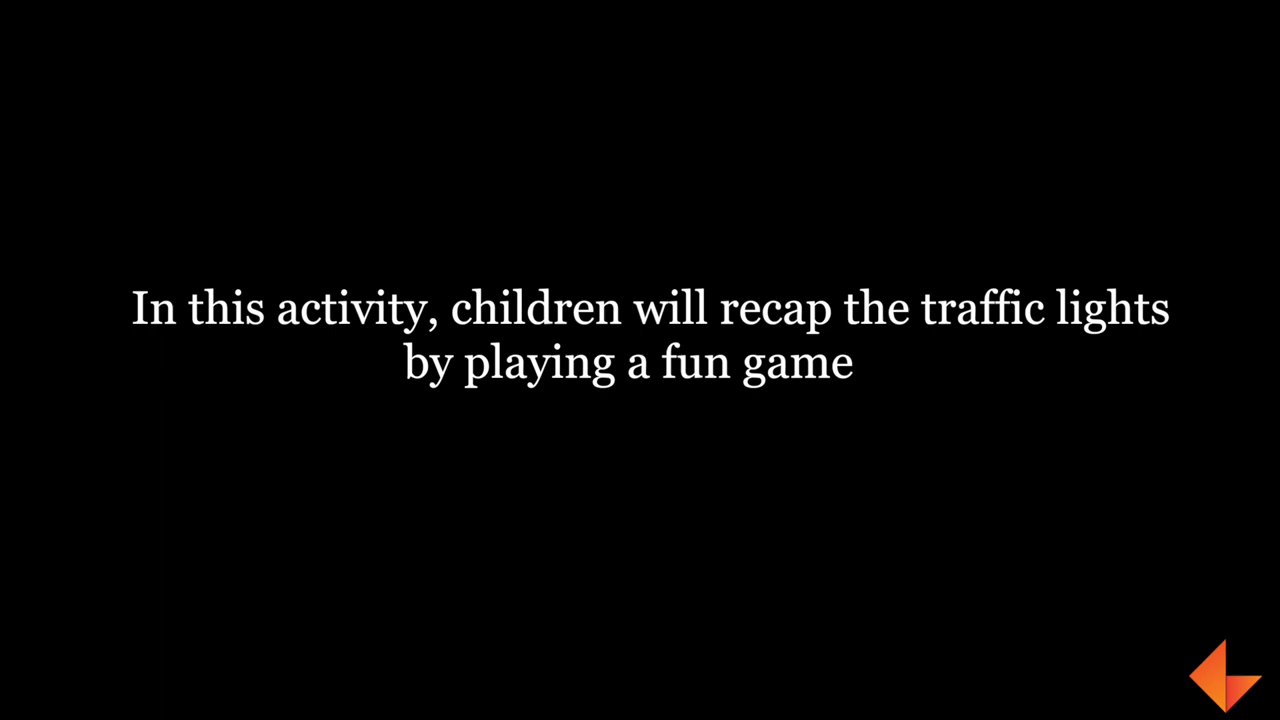 In this activity, children will recap the traffic lights
by playing a fun game